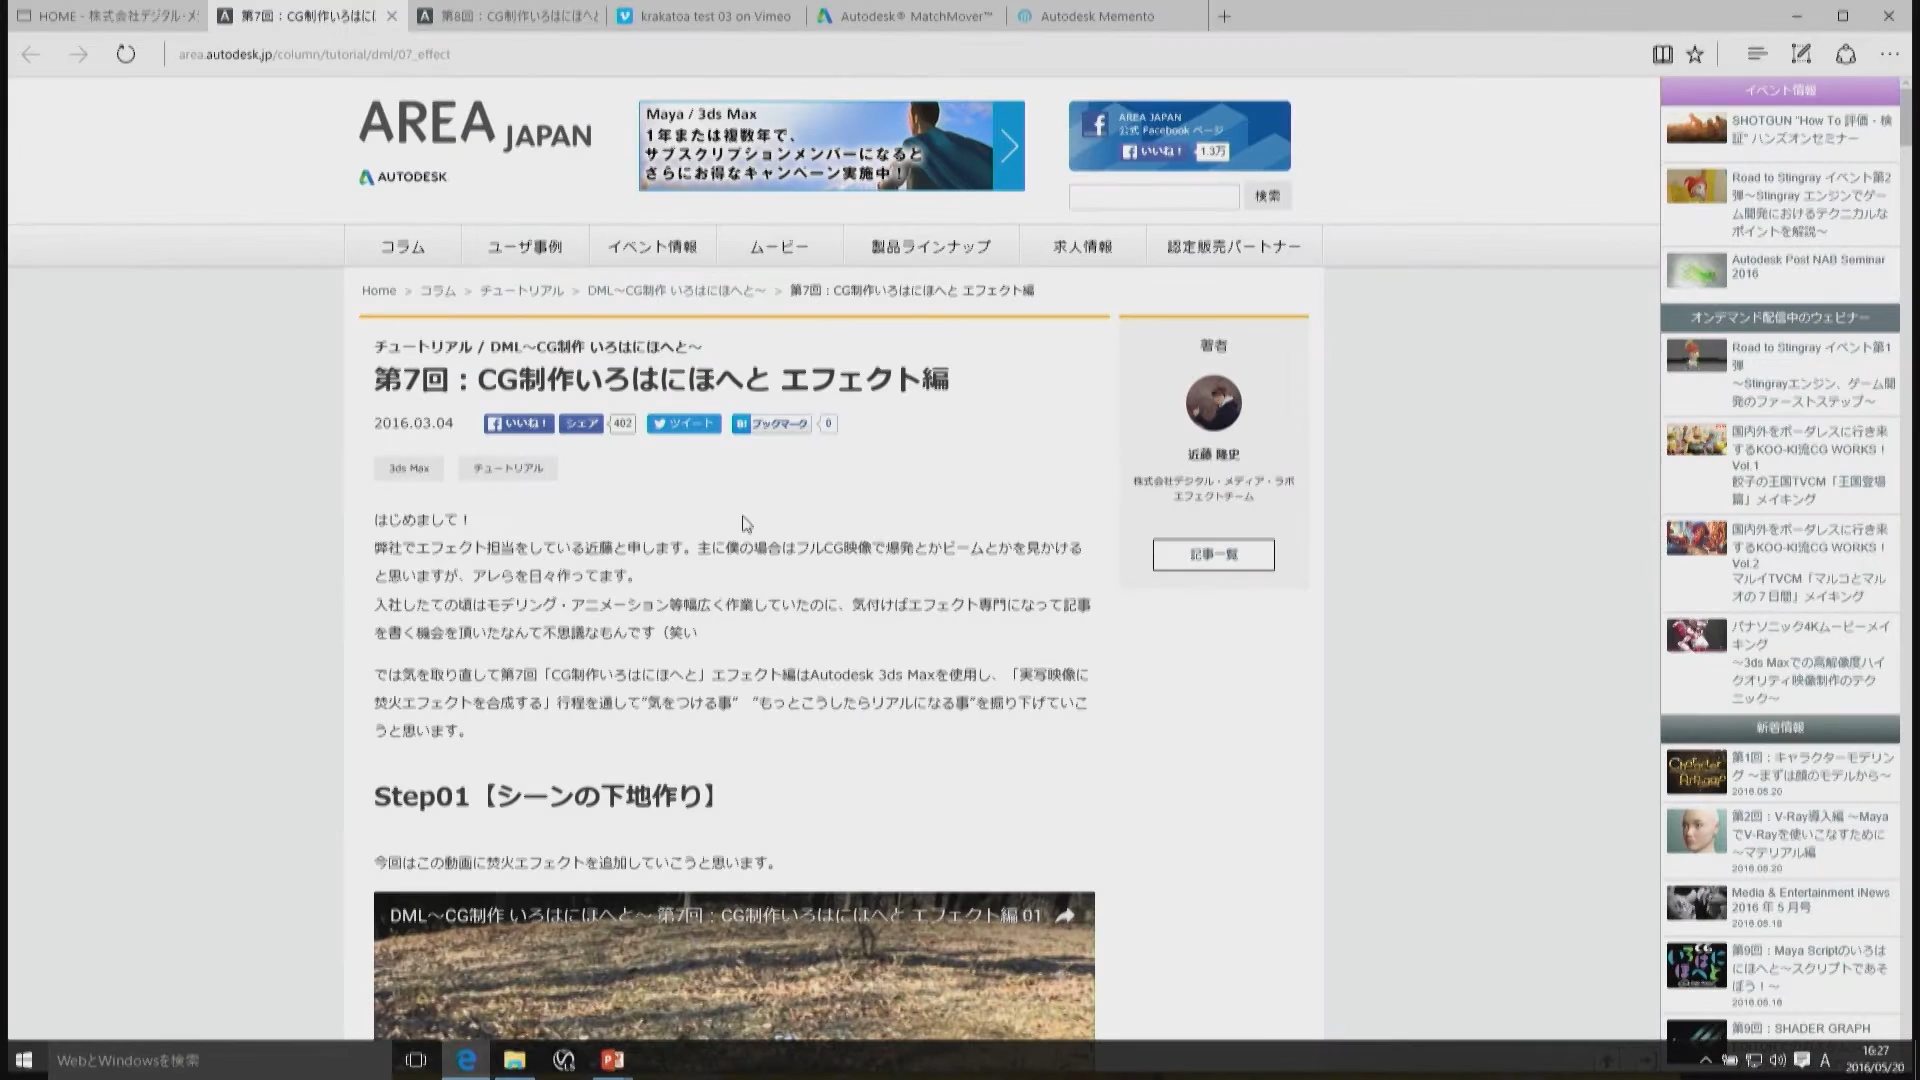 HOME - 株式会社デジタル･メ
第7回：CG制作いろはにほ
第8回：CG制作いろはにほへと
krakatoa test 03 on Vimeo
Autodesk® MatchMover™
Autodesk Memento
area.autodesk.jp/column/tutorial/dml/07_effect
AREA JAPAN
AUTODESK
Maya / 3ds Max
1年または複数年で、
サブスクリプションメンバーになると
さらにお得なキャンペーン実施中！
AREA JAPAN
公式 Facebook ページ
いいね！ 1.3万
検索
コラム
ユーザ事例
イベント情報
ムービー
製品ラインナップ
求人情報
認定販売パートナー
Home > コラム > チュートリアル > DML～CG制作 いろはにほへと～ > 第7回：CG制作いろはにほへと エフェクト編
チュートリアル / DML～CG制作 いろはにほへと～
第7回：CG制作いろはにほへと エフェクト編
2016.03.04 いいね！ シェア 402 ツイート B! ブックマーク 0
3ds Max チュートリアル
はじめまして！
弊社でエフェクト担当をしている近藤と申します。主に僕の場合はフルCG映像で爆発とかビームとかを見かける
と思いますが、アレらを日々作ってます。
入社したての頃はモデリング・アニメーション等幅広く作業していたのに、気付けばエフェクト専門になって記事
を書く機会を頂いたなんて不思議なもんです（笑い
では気を取り直して第7回「CG制作いろはにほへと」エフェクト編はAutodesk 3ds Maxを使用し、「実写映像に
焚火エフェクトを合成する」行程を通して"気をつける事" "もっとこうしたらリアルになる事"を掘り下げていこ
うと思います。
Step01【シーンの下地作り】
今回はこの動画に焚火エフェクトを追加していこうと思います。
DML～CG制作 いろはにほへと～ 第7回：CG制作いろはにほへと エフェクト編 01
著者
近藤 隆史
株式会社デジタル・メディア・ラボ
エフェクトチーム
記事一覧
イベント情報
SHOTGUN "How To 評価・検
証" ハンズオンセミナー
Road to Stingray イベント第2
弾～Stingray エンジンでゲー
ム開発におけるテクニカルな
ポイントを解説～
Autodesk Post NAB Seminar
2016
オンデマンド配信中のウェビナー
Road to Stingray イベント第1
弾
～Stingrayエンジン、ゲーム開
発のファーストステップ～
国内外をボーダレスに行き来
するKOO-KI流CG WORKS！
Vol.1
餃子の王国TVCM「王国登場
篇」メイキング
国内外をボーダレスに行き来
するKOO-KI流CG WORKS！
Vol.2
マルイTVCM「マルコとマル
オの７日間」メイキング
パナソニック4Kムービーメイ
キング
～3ds Maxでの高解像度ハイ
クオリティ映像制作のテク
ニック～
新着情報
第1回：キャラクターモデリン
グ ～まずは顔のモデルから～
2016.05.20
第2回：V-Ray導入編 ～Maya
でV-Rayを使いこなすために
～マテリアル編
2016.05.20
Media & Entertainment iNews
2016 年 5 月号
2016.05.18
第9回：Maya Scriptのいろは
にほへと～スクリプトであそ
ぼう！～
2016.05.16
第9回：SHADER GRAPH
WebとWindowsを検索
A
16:27
2016/05/20